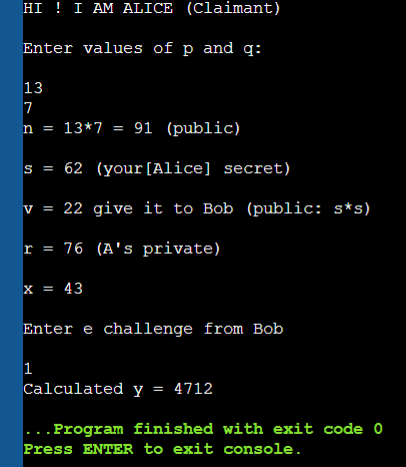 HI ! I AM ALICE (Claimant)
Enter values of p and q:
13
7
n = 13*7 = 91 (public)
s = 62 (your[Alice] secret)
v = 22 give it to Bob (public: s*s)
r = 76 (A's private)
x = 43
Enter e challenge from Bob
1
Calculated y = 4712
...Program finished with exit code 0
Press ENTER to exit console.